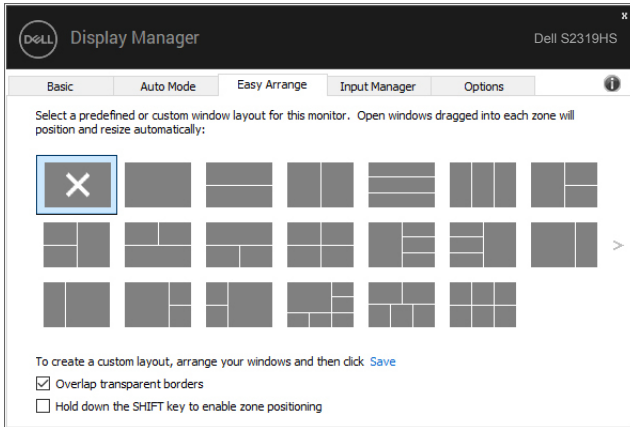 x
DELL Display Manager Dell S2319HS
Basic Auto Mode Easy Arrange Input Manager Options i
Select a predefined or custom window layout for this monitor. Open windows dragged into each zone will
position and resize automatically:
>
To create a custom layout, arrange your windows and then click Save
Overlap transparent borders
Hold down the SHIFT key to enable zone positioning